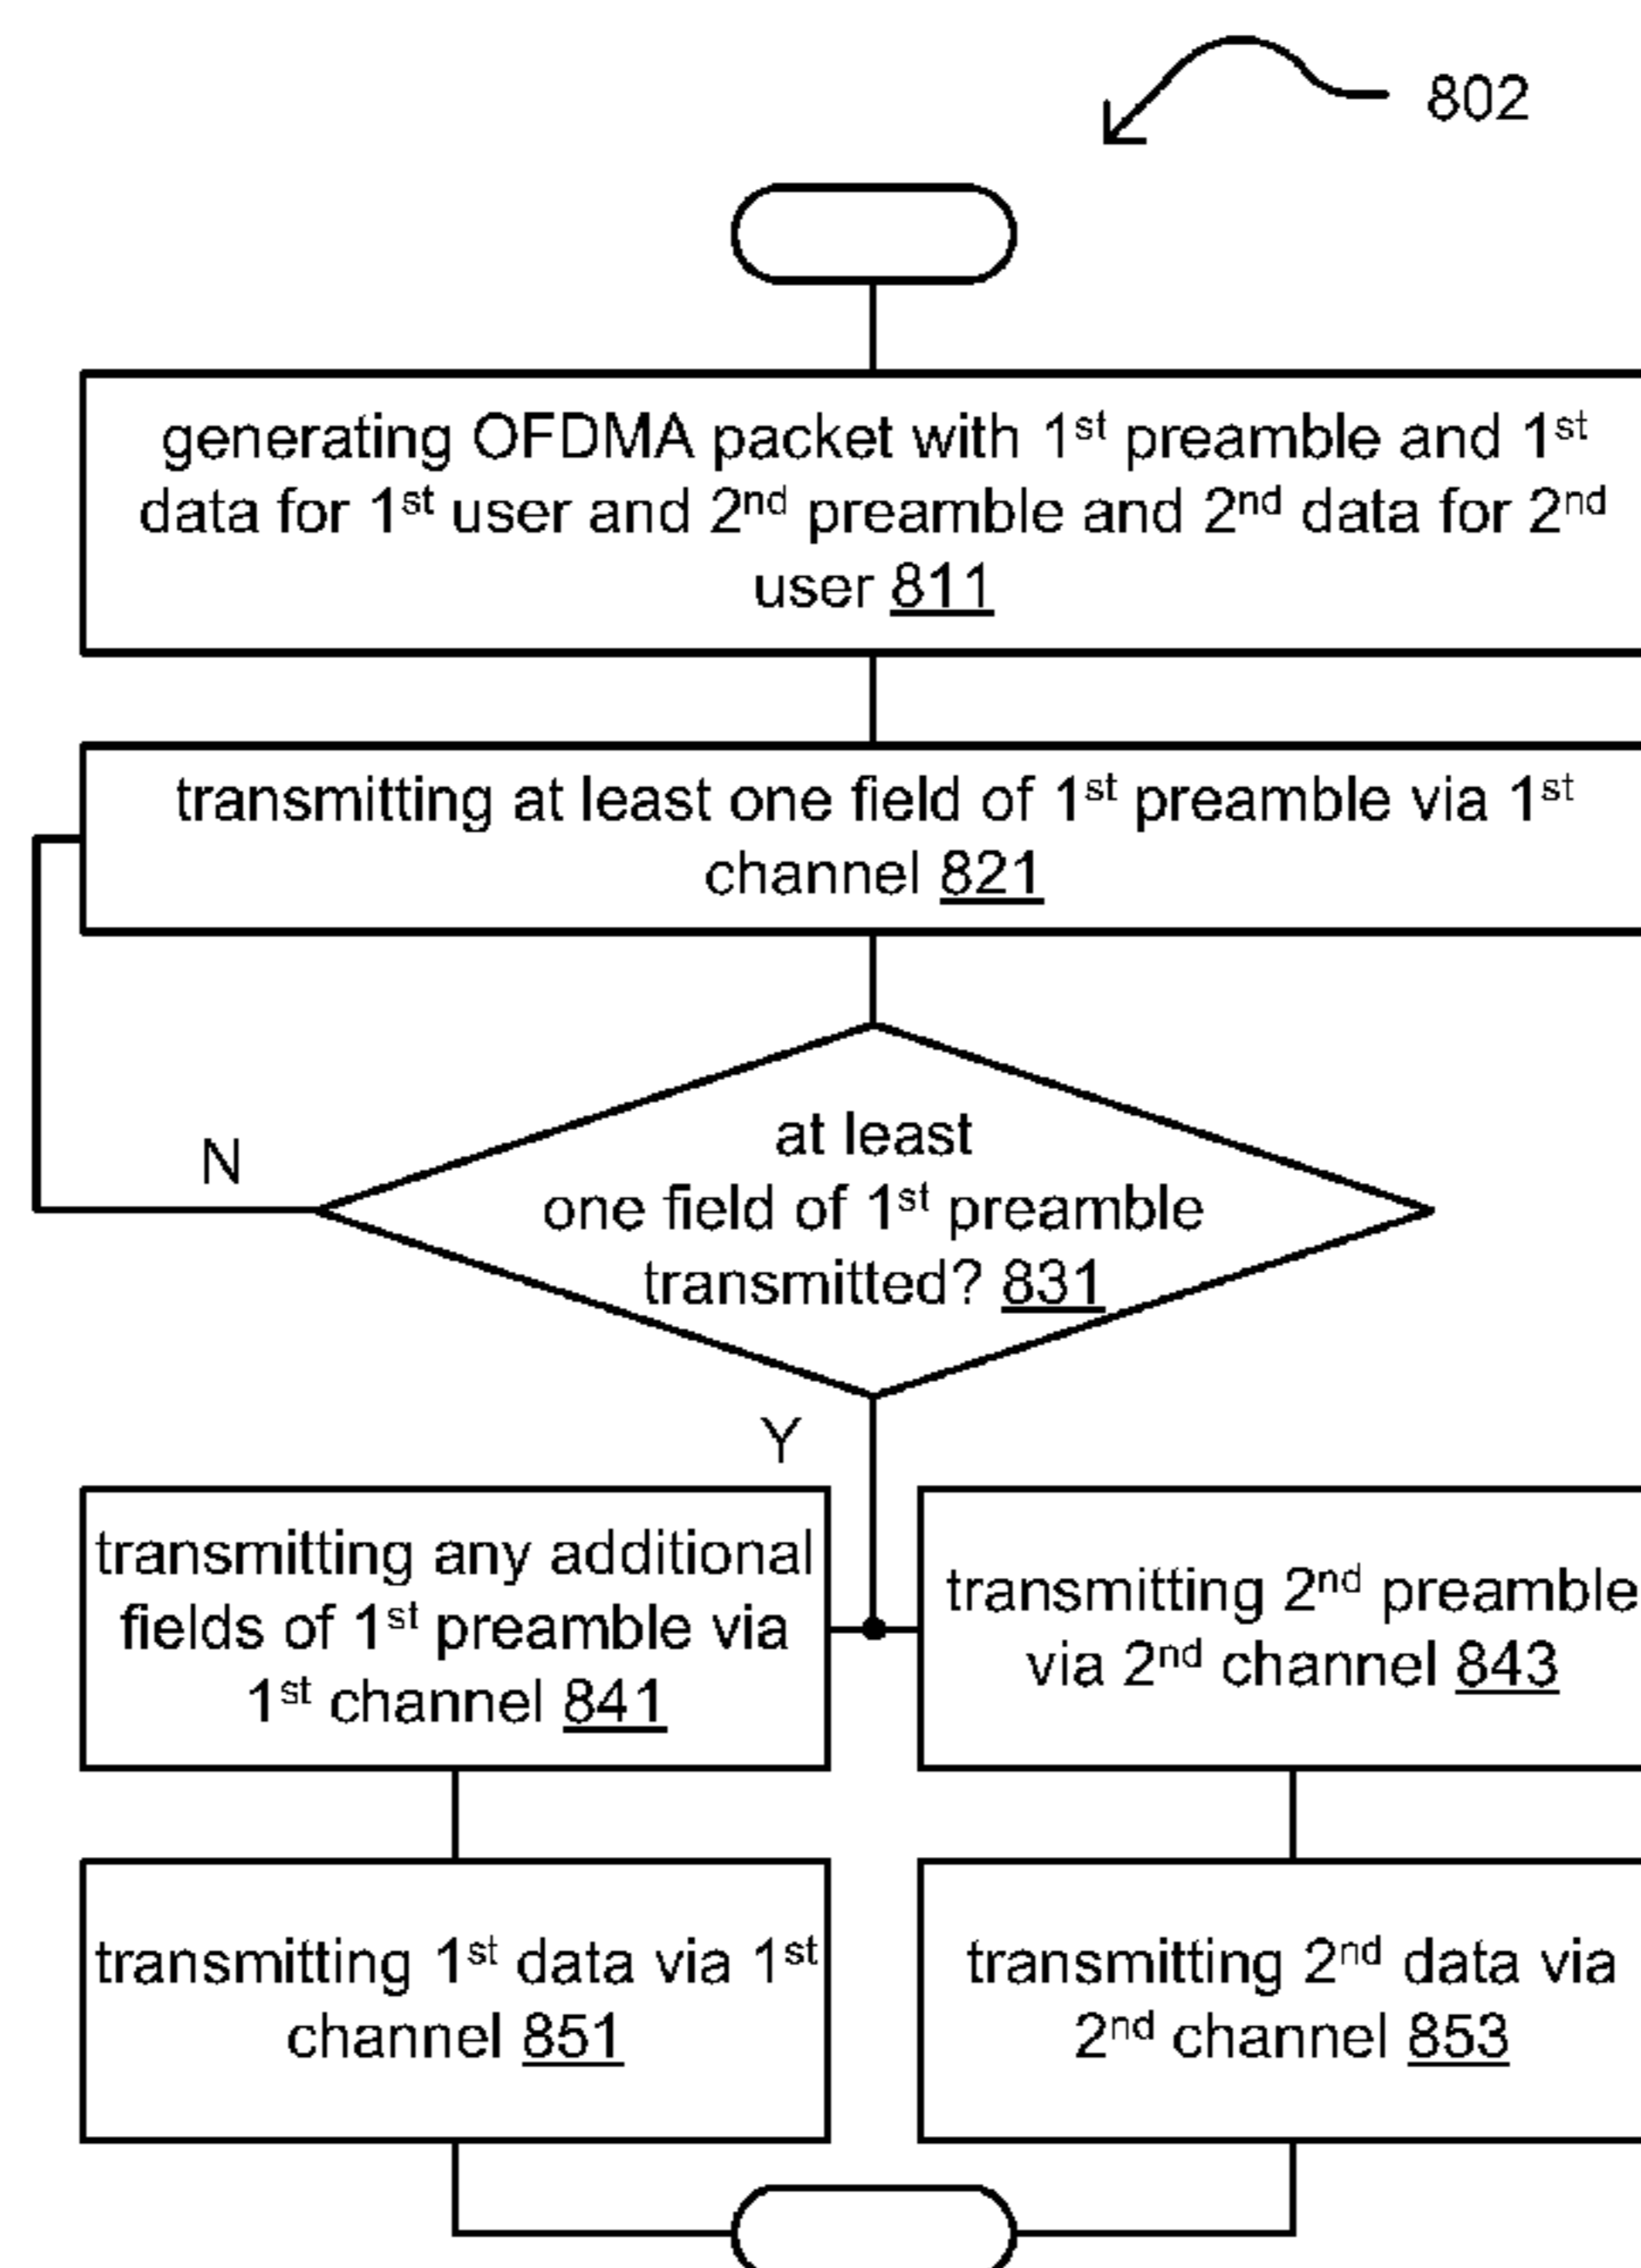 802
generating OFDMA packet with 1st preamble and 1st
data for 1st user and 2nd preamble and 2nd data for 2nd
user 811
transmitting at least one field of 1st preamble via 1st
channel 821
at least
one field of 1st preamble
transmitted? 831
N
Y
transmitting any additional
fields of 1st preamble via
1st channel 841
transmitting 2nd preamble
via 2nd channel 843
transmitting 1st data via 1st
channel 851
transmitting 2nd data via
2nd channel 853